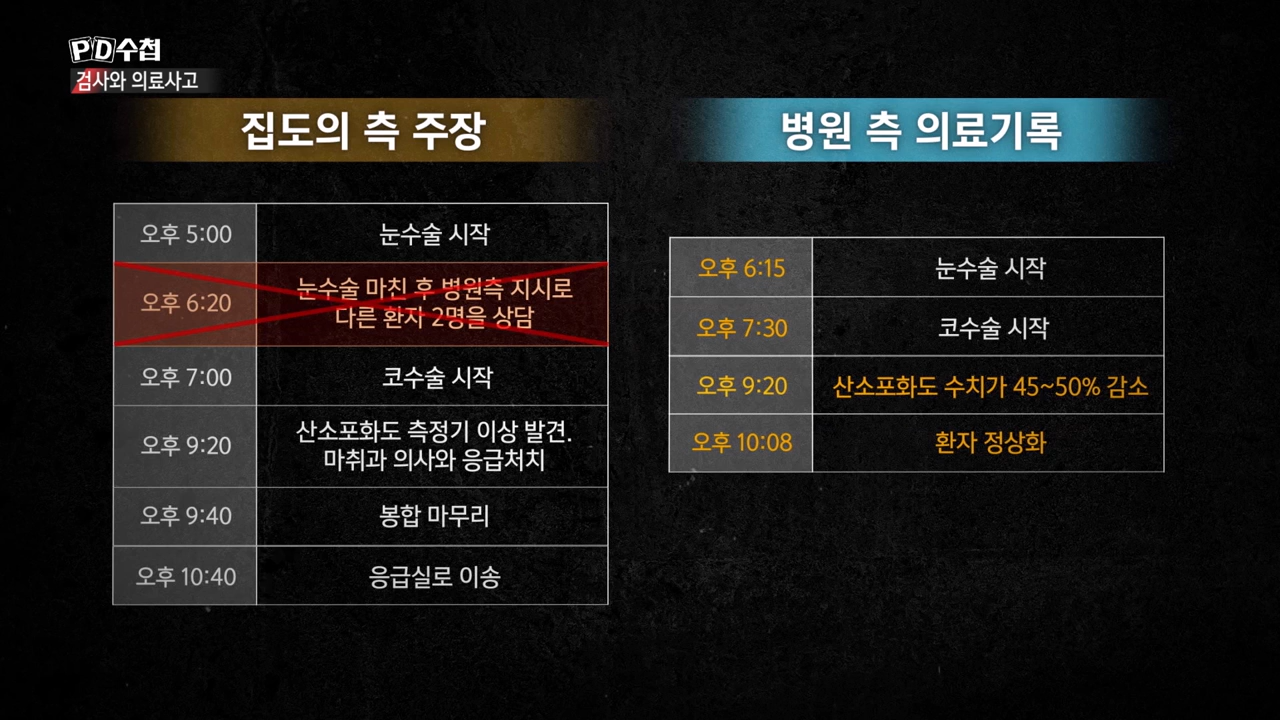 PD수첩
검사와 의료사고
집도의 측 주장
오후 5:00 눈수술 시작
오후 6:20 눈수술 마친 후 병원측 지시로
다른 환자 2명을 상담
오후 7:00 코수술 시작
오후 9:20 산소포화도 측정기 이상 발견.
마취과 의사와 응급처치
오후 9:40 봉합 마무리
오후 10:40 응급실로 이송
병원 측 의료기록
오후 6:15 눈수술 시작
오후 7:30 코수술 시작
오후 9:20 산소포화도 수치가 45~50% 감소
오후 10:08 환자 정상화